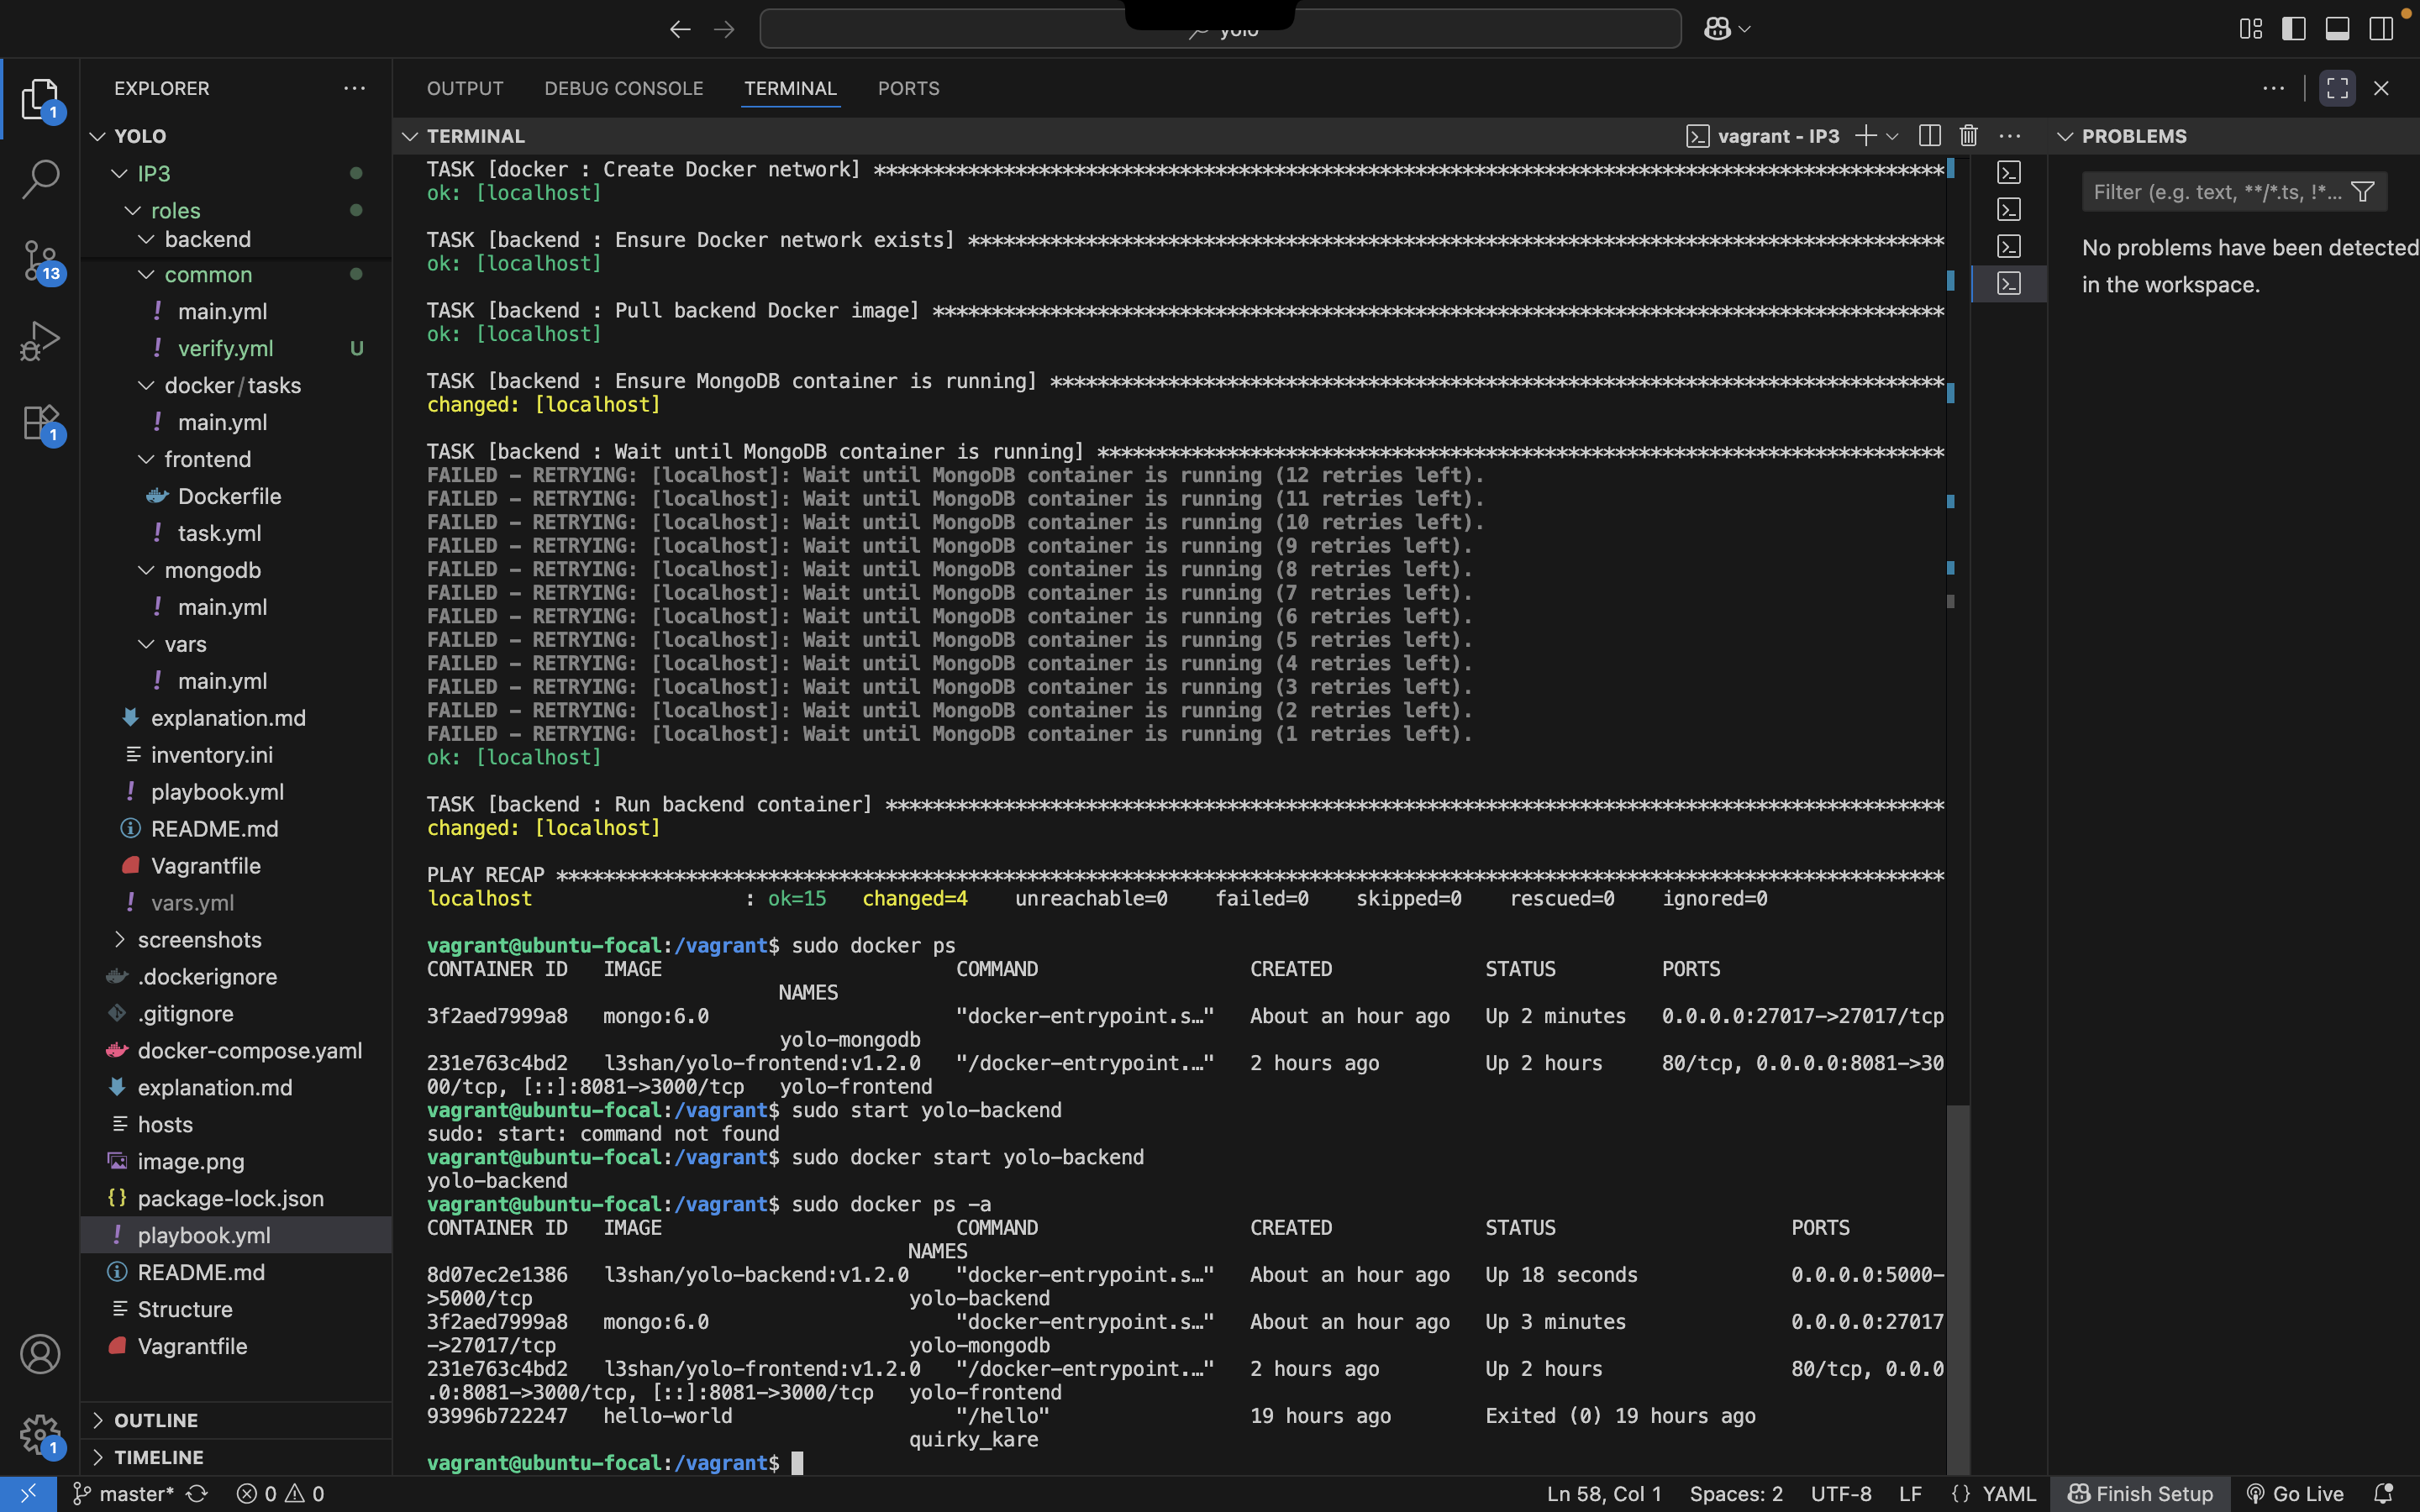 yolo
EXPLORER
YOLO
IP3
roles
backend
common
main.yml
verify.yml U
docker/tasks
main.yml
frontend
Dockerfile
task.yml
mongodb
main.yml
vars
main.yml
explanation.md
inventory.ini
playbook.yml
README.md
Vagrantfile
vars.yml
screenshots
.dockerignore
.gitignore
docker-compose.yaml
explanation.md
hosts
image.png
package-lock.json
playbook.yml
README.md
Structure
Vagrantfile
OUTLINE
TIMELINE
1
13
1
1
OUTPUT DEBUG CONSOLE TERMINAL PORTS
TERMINAL vagrant - IP3
TASK [docker : Create Docker network] *******************************************************************************************
ok: [localhost]
TASK [backend : Ensure Docker network exists] ***********************************************************************************
ok: [localhost]
TASK [backend : Pull backend Docker image] **************************************************************************************
ok: [localhost]
TASK [backend : Ensure MongoDB container is running] ****************************************************************************
changed: [localhost]
TASK [backend : Wait until MongoDB container is running] ************************************************************************
FAILED - RETRYING: [localhost]: Wait until MongoDB container is running (12 retries left).
FAILED - RETRYING: [localhost]: Wait until MongoDB container is running (11 retries left).
FAILED - RETRYING: [localhost]: Wait until MongoDB container is running (10 retries left).
FAILED - RETRYING: [localhost]: Wait until MongoDB container is running (9 retries left).
FAILED - RETRYING: [localhost]: Wait until MongoDB container is running (8 retries left).
FAILED - RETRYING: [localhost]: Wait until MongoDB container is running (7 retries left).
FAILED - RETRYING: [localhost]: Wait until MongoDB container is running (6 retries left).
FAILED - RETRYING: [localhost]: Wait until MongoDB container is running (5 retries left).
FAILED - RETRYING: [localhost]: Wait until MongoDB container is running (4 retries left).
FAILED - RETRYING: [localhost]: Wait until MongoDB container is running (3 retries left).
FAILED - RETRYING: [localhost]: Wait until MongoDB container is running (2 retries left).
FAILED - RETRYING: [localhost]: Wait until MongoDB container is running (1 retries left).
ok: [localhost]
TASK [backend : Run backend container] ******************************************************************************************
changed: [localhost]
PLAY RECAP **********************************************************************************************************************
localhost : ok=15 changed=4 unreachable=0 failed=0 skipped=0 rescued=0 ignored=0
vagrant@ubuntu-focal:/vagrant$ sudo docker ps
CONTAINER ID IMAGE COMMAND CREATED STATUS PORTS
NAMES
3f2aed7999a8 mongo:6.0 "docker-entrypoint.s…" About an hour ago Up 2 minutes 0.0.0.0:27017->27017/tcp
yolo-mongodb
231e763c4bd2 l3shan/yolo-frontend:v1.2.0 "/docker-entrypoint.…" 2 hours ago Up 2 hours 80/tcp, 0.0.0.0:8081->30
00/tcp, [::]:8081->3000/tcp yolo-frontend
vagrant@ubuntu-focal:/vagrant$ sudo start yolo-backend
sudo: start: command not found
vagrant@ubuntu-focal:/vagrant$ sudo docker start yolo-backend
yolo-backend
vagrant@ubuntu-focal:/vagrant$ sudo docker ps -a
CONTAINER ID IMAGE COMMAND CREATED STATUS PORTS
NAMES
8d07ec2e1386 l3shan/yolo-backend:v1.2.0 "docker-entrypoint.s…" About an hour ago Up 18 seconds 0.0.0.0:5000-
>5000/tcp yolo-backend
3f2aed7999a8 mongo:6.0 "docker-entrypoint.s…" About an hour ago Up 3 minutes 0.0.0.0:27017
->27017/tcp yolo-mongodb
231e763c4bd2 l3shan/yolo-frontend:v1.2.0 "/docker-entrypoint.…" 2 hours ago Up 2 hours 80/tcp, 0.0.0
.0:8081->3000/tcp, [::]:8081->3000/tcp yolo-frontend
93996b722247 hello-world "/hello" 19 hours ago Exited (0) 19 hours ago
quirky_kare
vagrant@ubuntu-focal:/vagrant$
PROBLEMS
Filter (e.g. text, **/*.ts, !*...
No problems have been detected
in the workspace.
master* 0 0 Ln 58, Col 1 Spaces: 2 UTF-8 LF {} YAML Finish Setup Go Live